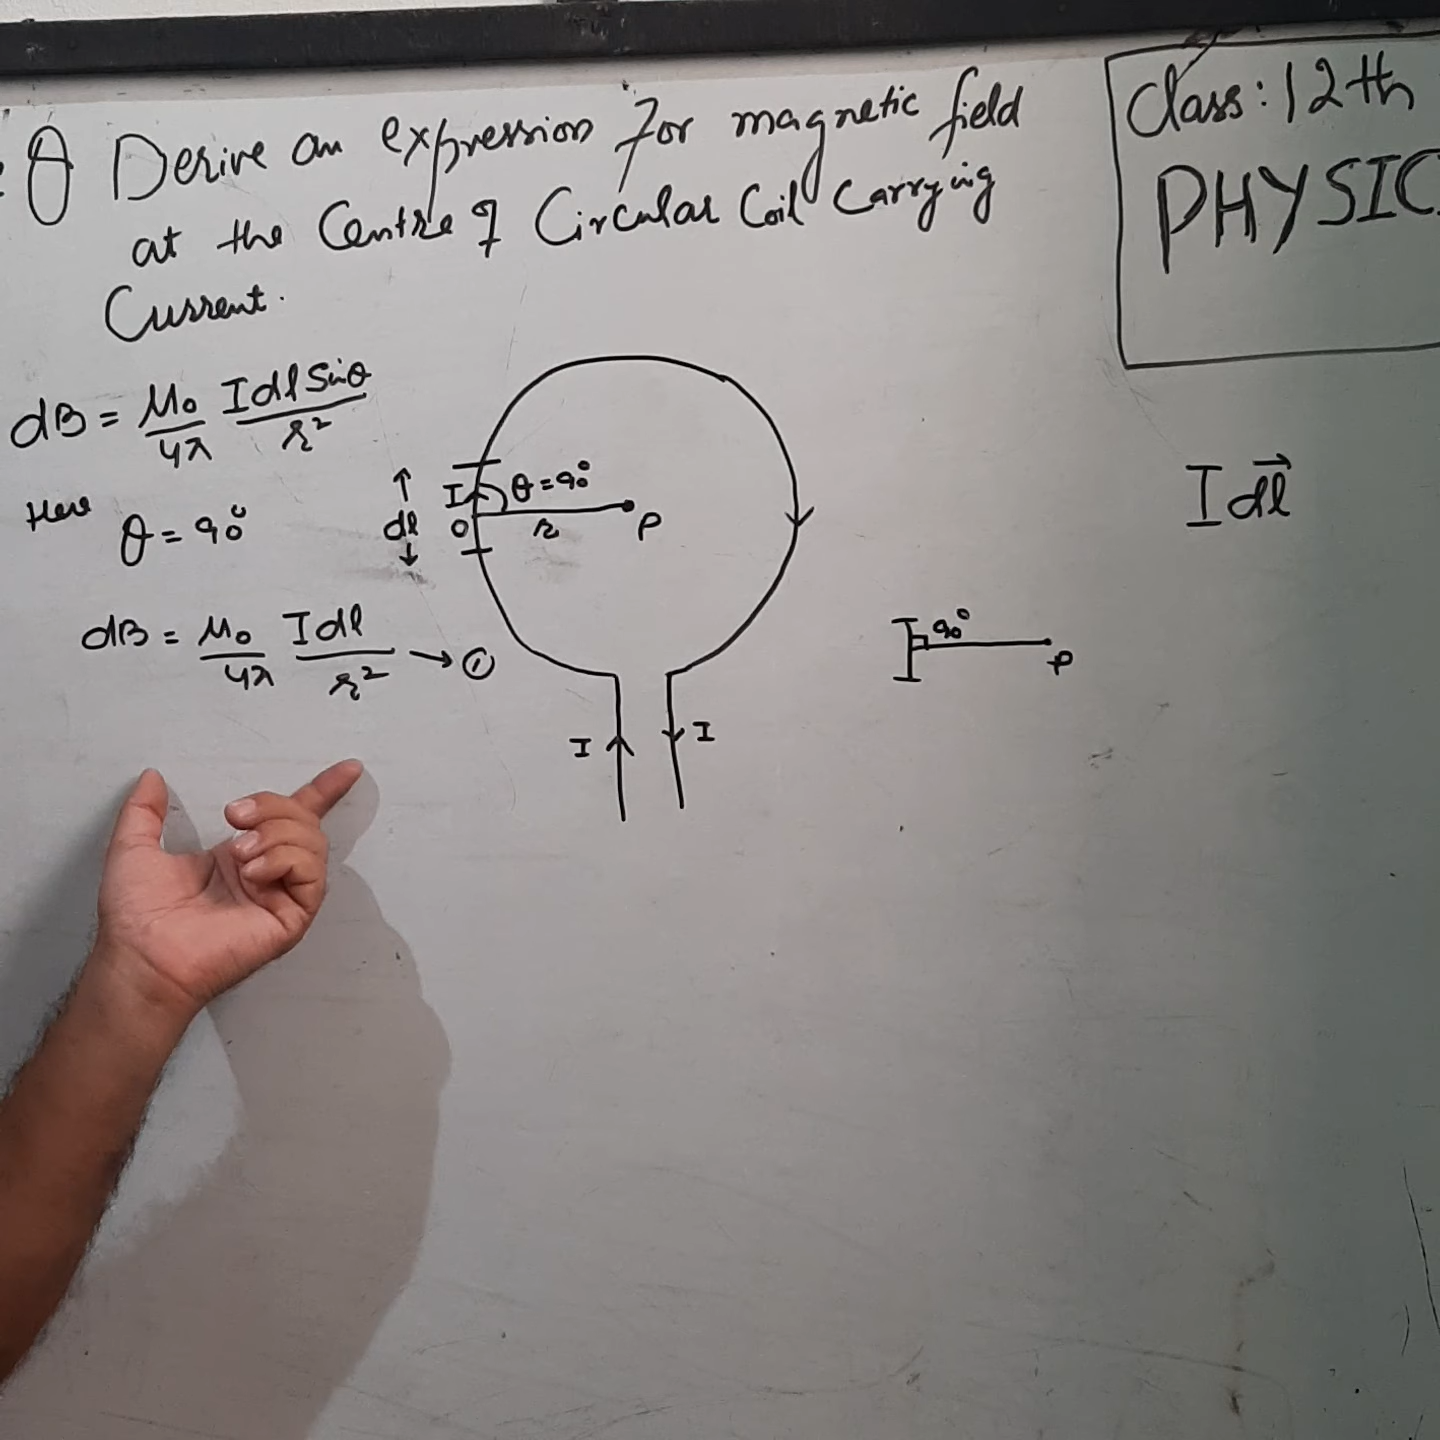 Q Derive an expression for magnetic field
at the Centre of Circular Coil Carrying
Current.
Class: 12th
PHYSIC
dB = μ₀/4π Idl Sinθ/r²
Here θ = 90°
dB = μ₀/4π Idl/r² → ①
dl
I
θ = 90°
O
r
P
I
I
90°
P
I dl⃗